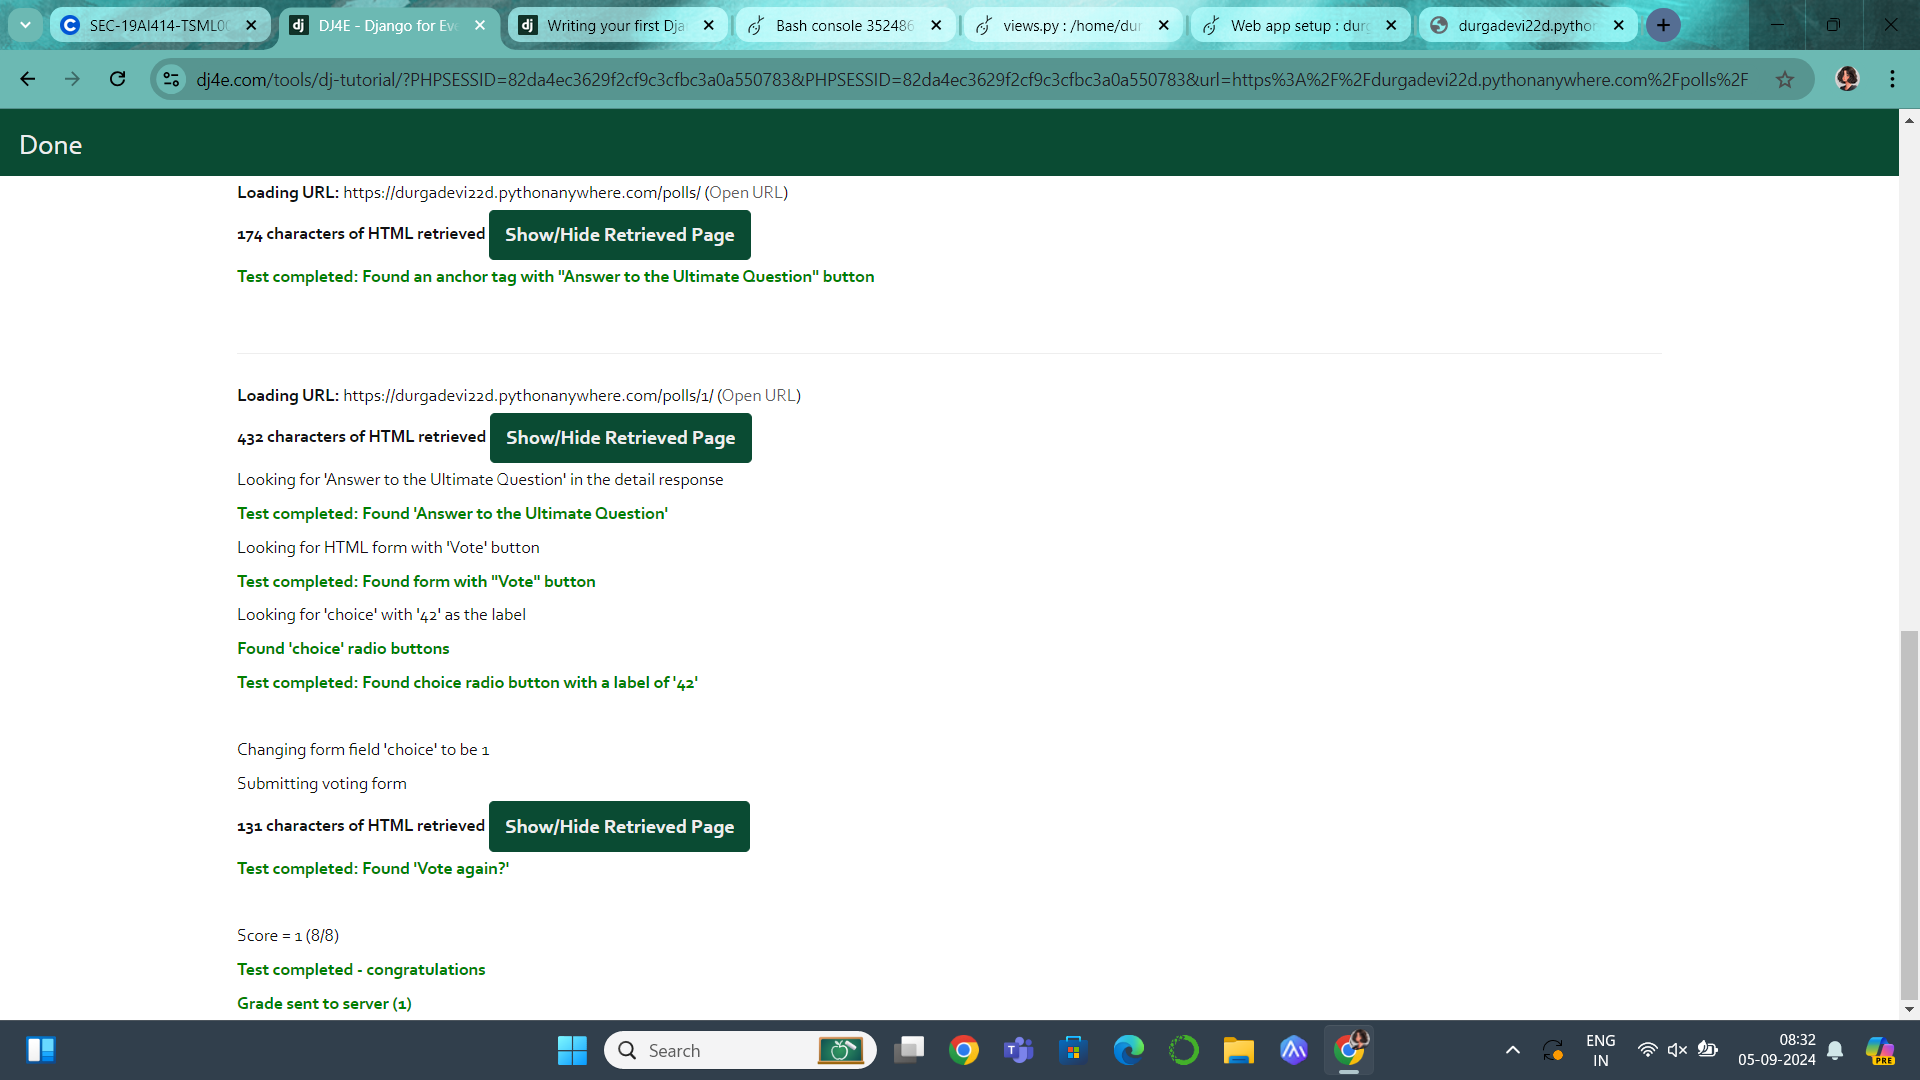 SEC-19AI414-TSML0
DJ4E - Django for Eve
Writing your first Dja
Bash console 352486
views.py : /home/dur
Web app setup : durg
durgadevi22d.python
dj4e.com/tools/dj-tutorial/?PHPSESSID=82da4ec3629f2cf9c3cfbc3a0a550783&PHPSESSID=82da4ec3629f2cf9c3cfbc3a0a550783&url=https%3A%2F%2Fdurgadevi22d.pythonanywhere.com%2Fpolls%2F
Done
Loading URL: https://durgadevi22d.pythonanywhere.com/polls/ (Open URL)
174 characters of HTML retrieved Show/Hide Retrieved Page
Test completed: Found an anchor tag with "Answer to the Ultimate Question" button
Loading URL: https://durgadevi22d.pythonanywhere.com/polls/1/ (Open URL)
432 characters of HTML retrieved Show/Hide Retrieved Page
Looking for 'Answer to the Ultimate Question' in the detail response
Test completed: Found 'Answer to the Ultimate Question'
Looking for HTML form with 'Vote' button
Test completed: Found form with "Vote" button
Looking for 'choice' with '42' as the label
Found 'choice' radio buttons
Test completed: Found choice radio button with a label of '42'
Changing form field 'choice' to be 1
Submitting voting form
131 characters of HTML retrieved Show/Hide Retrieved Page
Test completed: Found 'Vote again?'
Score = 1 (8/8)
Test completed - congratulations
Grade sent to server (1)
Search
ENG
IN
08:32
05-09-2024
PRE